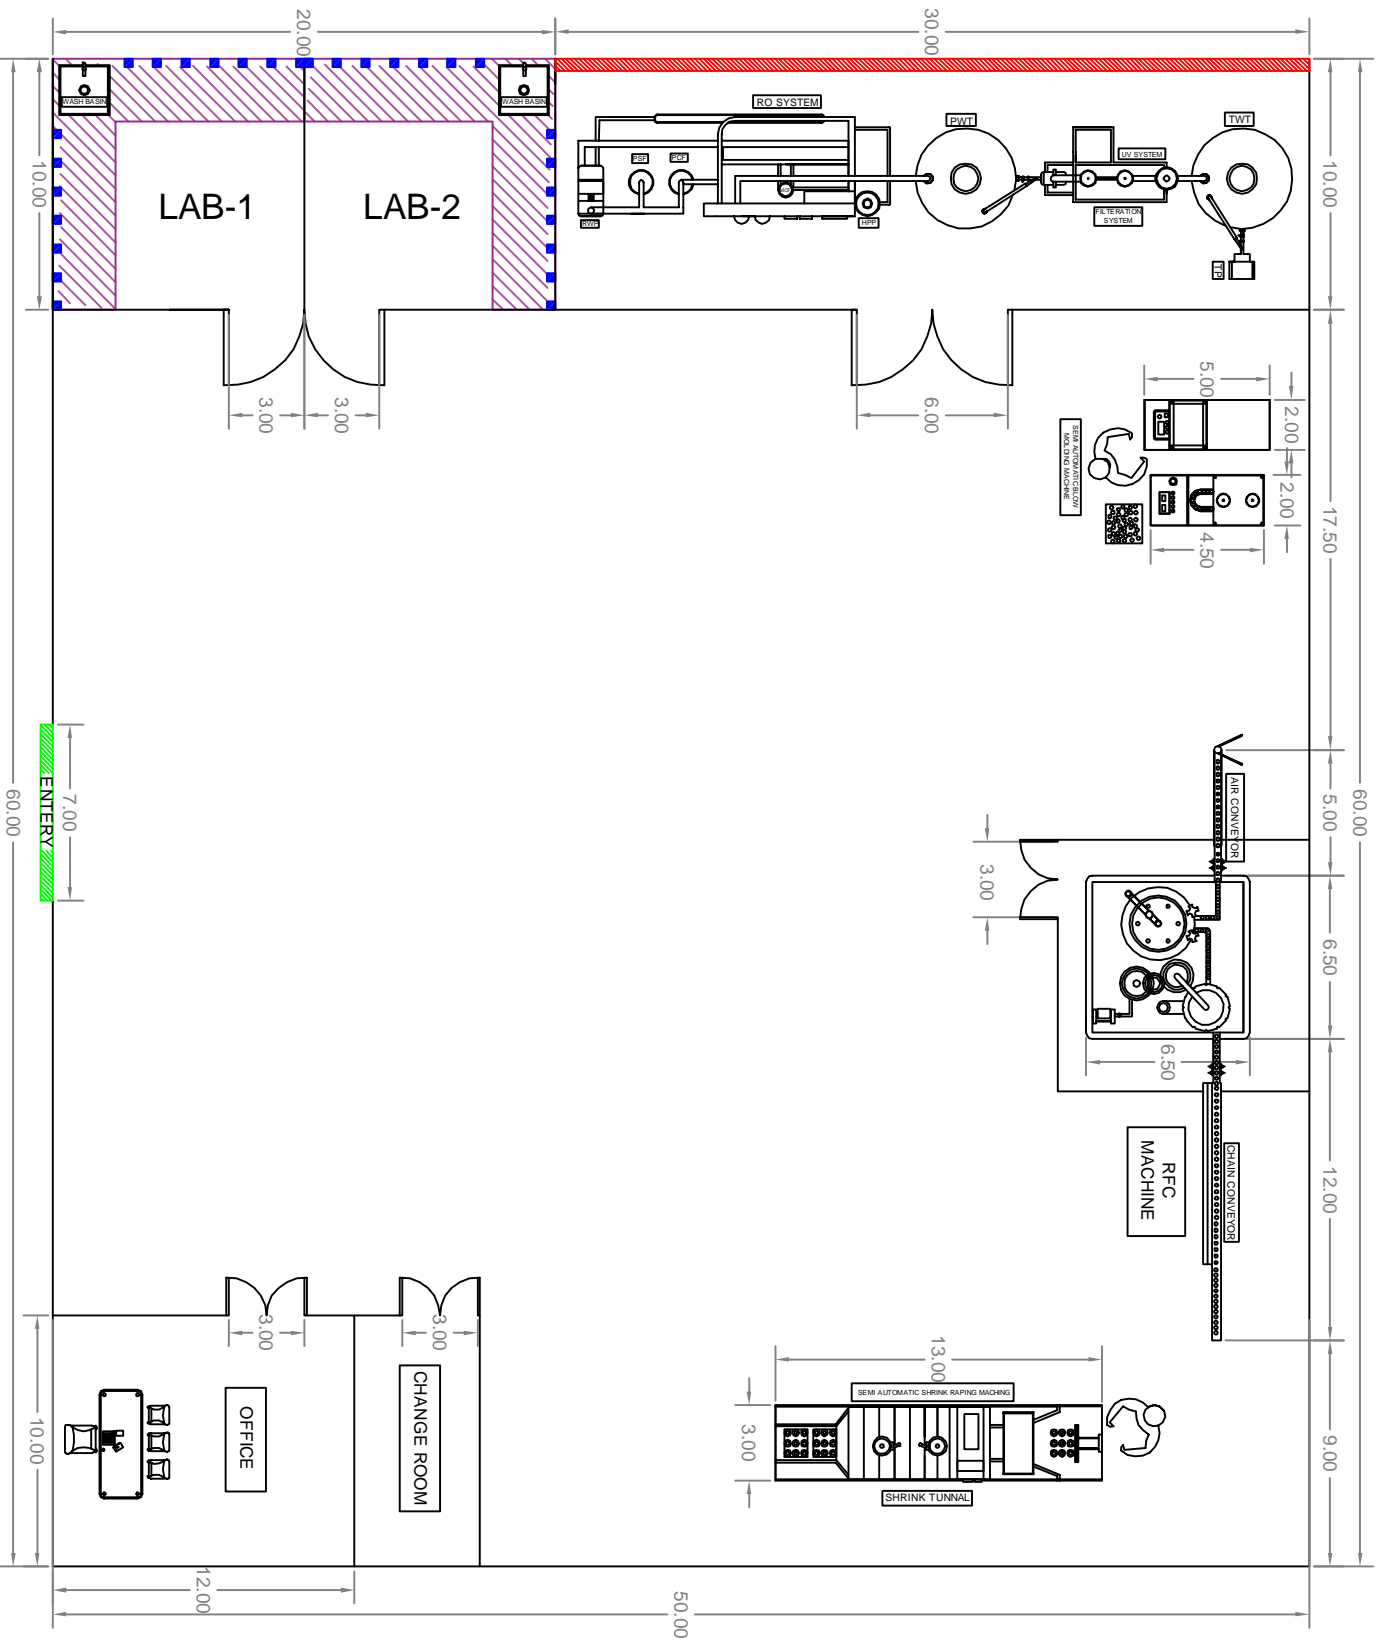 20.00
30.00
WASH BASIN
WASH BASIN
RO SYSTEM
PWT
TWT
PSF
PCF
UV SYSTEM
FILTERATION
SYSTEM
RWP
HPP
TP
10.00
LAB-1
LAB-2
10.00
3.00
3.00
6.00
5.00
2.00
2.00
4.50
SEMI AUTOMATIC BLOW
MOLDING MACHINE
17.50
60.00
ENTERY
7.00
60.00
AIR CONVEYOR
5.00
3.00
6.50
6.50
RFC
MACHINE
CHAIN CONVEYOR
12.00
3.00
3.00
13.00
SEMI AUTOMATIC SHRINK RAPING MACHING
3.00
SHRINK TUNNAL
9.00
OFFICE
CHANGE ROOM
10.00
12.00
50.00